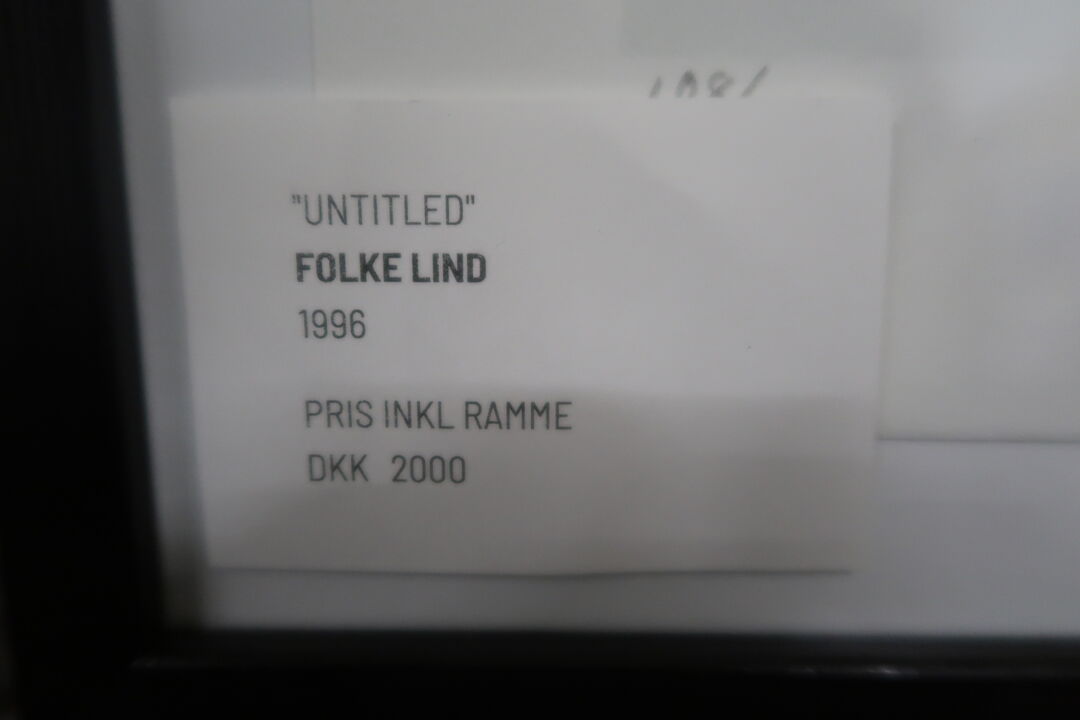 "UNTITLED"
FOLKE LIND
1996
PRIS INKL RAMME
DKK 2000